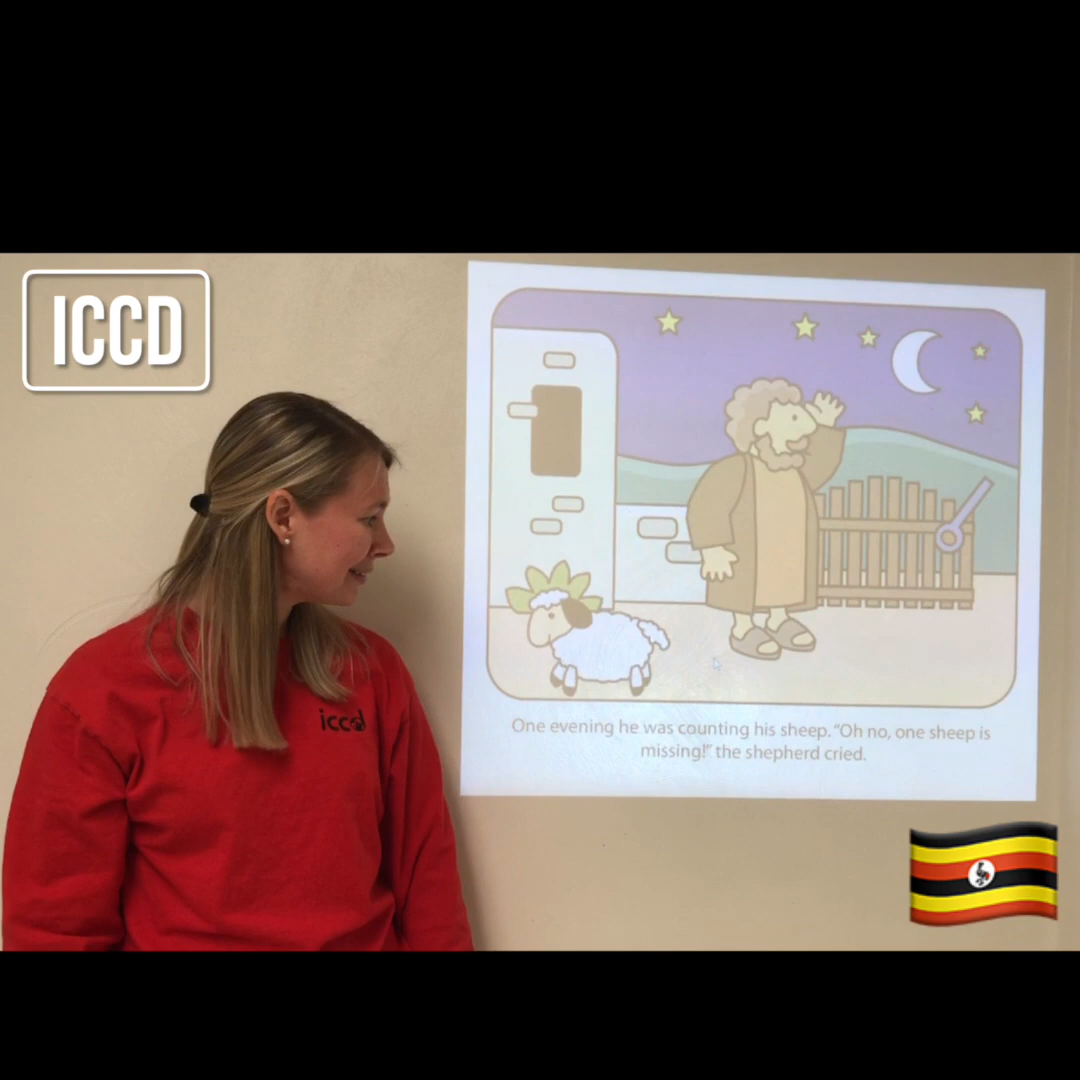 ICCD
iccd
One evening he was counting his sheep. “Oh no, one sheep is
missing!” the shepherd cried.